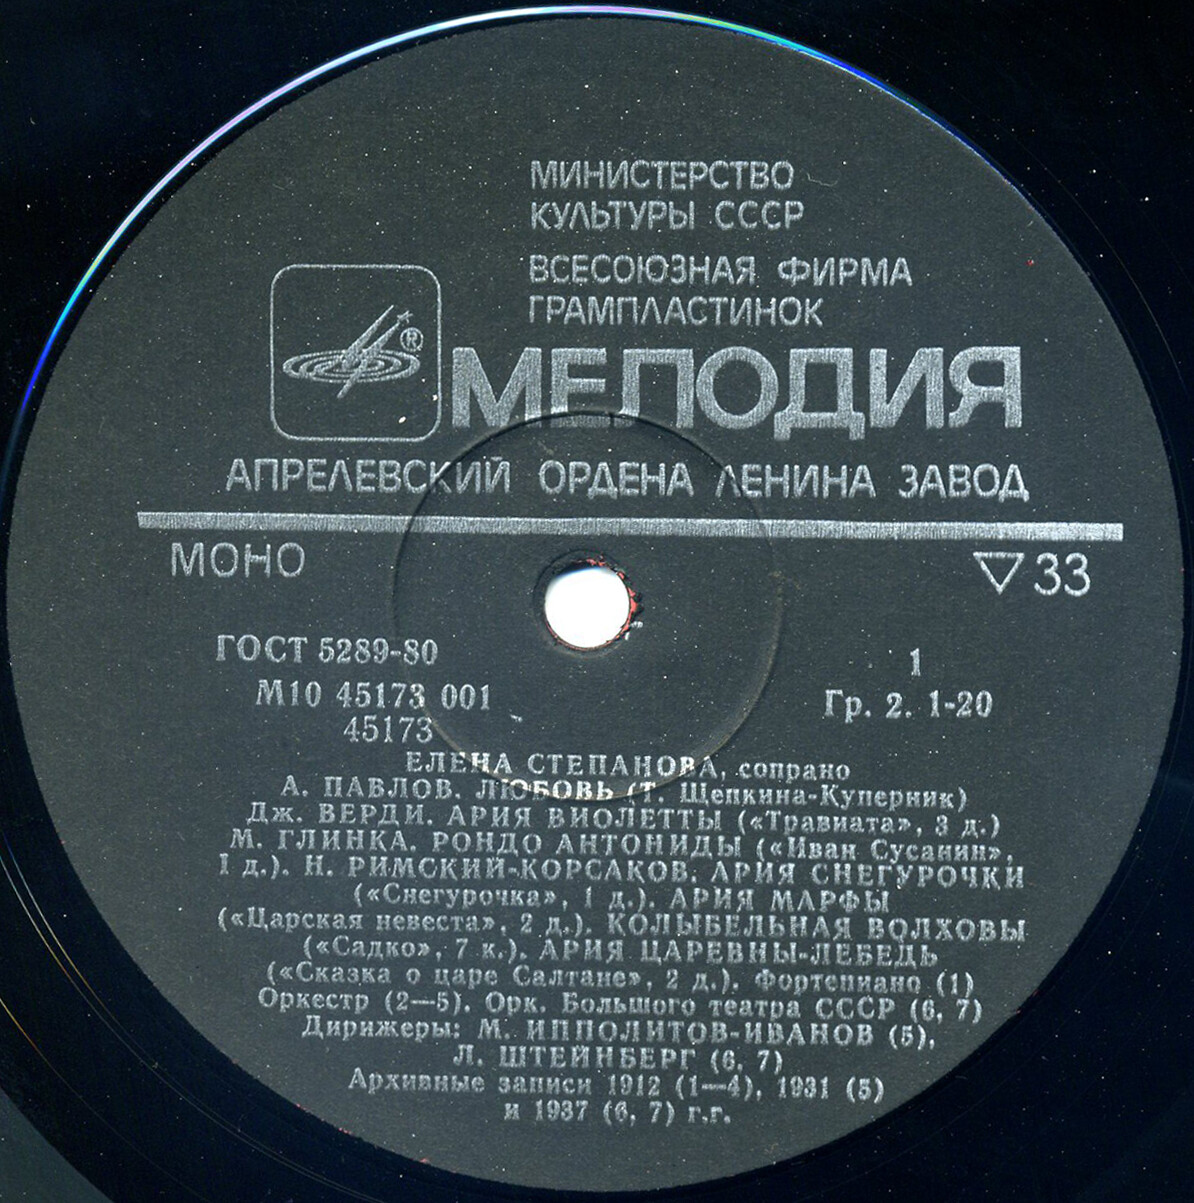 МИНИСТЕРСТВО
КУЛЬТУРЫ СССР
ВСЕСОЮЗНАЯ ФИРМА
ГРАМПЛАСТИНОК
®
МЕЛОДИЯ
АПРЕЛЕВСКИЙ ОРДЕНА ЛЕНИНА ЗАВОД
МОНО
▽33
ГОСТ 5289-80
1
М10 45173 001
Гр. 2. 1-20
45173
ЕЛЕНА СТЕПАНОВА, сопрано
А. ПАВЛОВ. ЛЮБОВЬ (Т. Щепкина-Куперник)
Дж. ВЕРДИ. АРИЯ ВИОЛЕТТЫ («Травиата», 3 д.)
М. ГЛИНКА. РОНДО АНТОНИДЫ («Иван Сусанин»,
1 д.). Н. РИМСКИЙ-КОРСАКОВ. АРИЯ СНЕГУРОЧКИ
(«Снегурочка», 1 д.). АРИЯ МАРФЫ
(«Царская невеста», 2 д.). КОЛЫБЕЛЬНАЯ ВОЛХОВЫ
(«Садко», 7 к.). АРИЯ ЦАРЕВНЫ-ЛЕБЕДЬ
(«Сказка о царе Салтане», 2 д.). Фортепиано (1)
Оркестр (2—5). Орк. Большого театра СССР (6, 7)
Дирижеры: М. ИППОЛИТОВ-ИВАНОВ (5),
Л. ШТЕЙНБЕРГ (6, 7)
Архивные записи 1912 (1—4), 1931 (5)
и 1937 (6, 7) г.г.